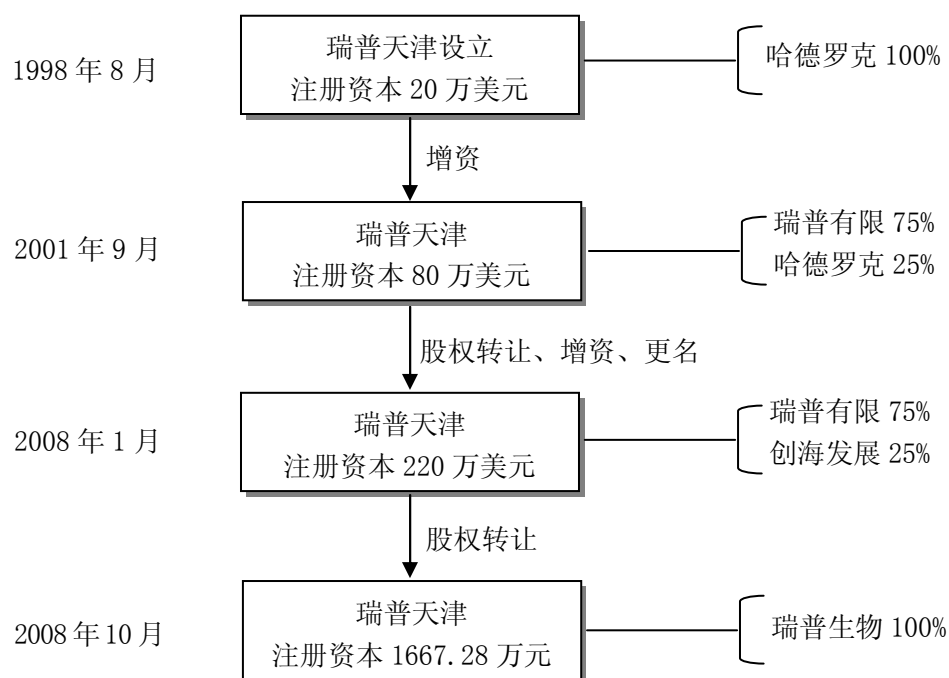 1998 年 8 月
瑞普天津设立
注册资本 20 万美元
哈德罗克 100%
增资
2001 年 9 月
瑞普天津
注册资本 80 万美元
瑞普有限 75%
哈德罗克 25%
股权转让、增资、更名
2008 年 1 月
瑞普天津
注册资本 220 万美元
瑞普有限 75%
创海发展 25%
股权转让
2008 年 10 月
瑞普天津
注册资本 1667.28 万元
瑞普生物 100%